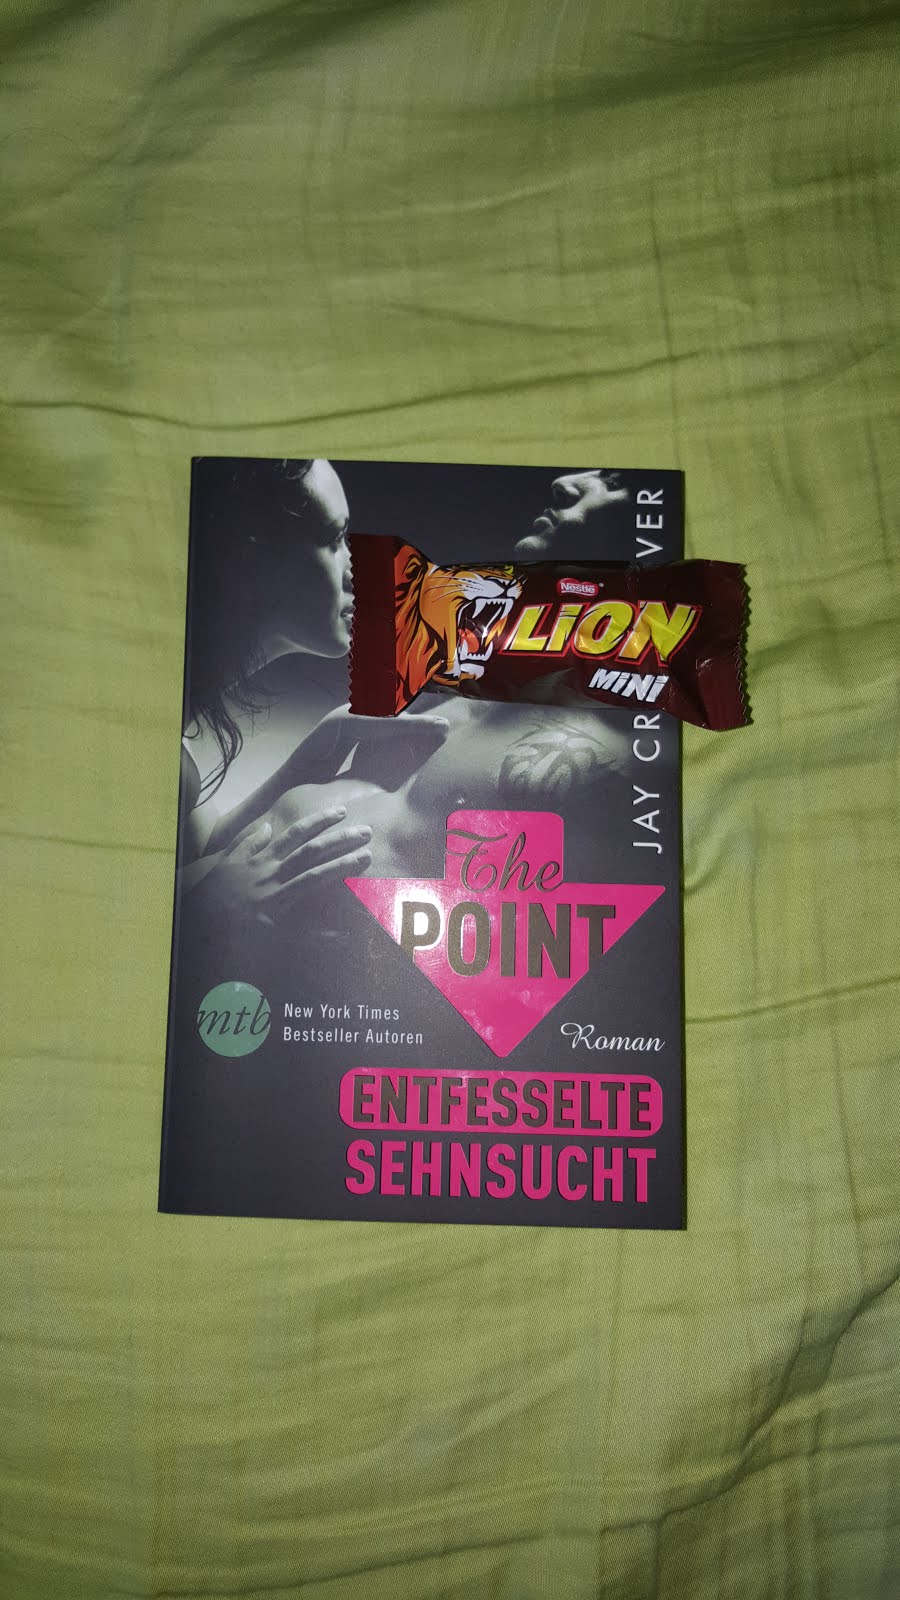 Nestlé
LION
MINI
JAY CR VER
The
POINT
mtb
New York Times
Bestseller Autoren
Roman
ENTFESSELTE
SEHNSUCHT